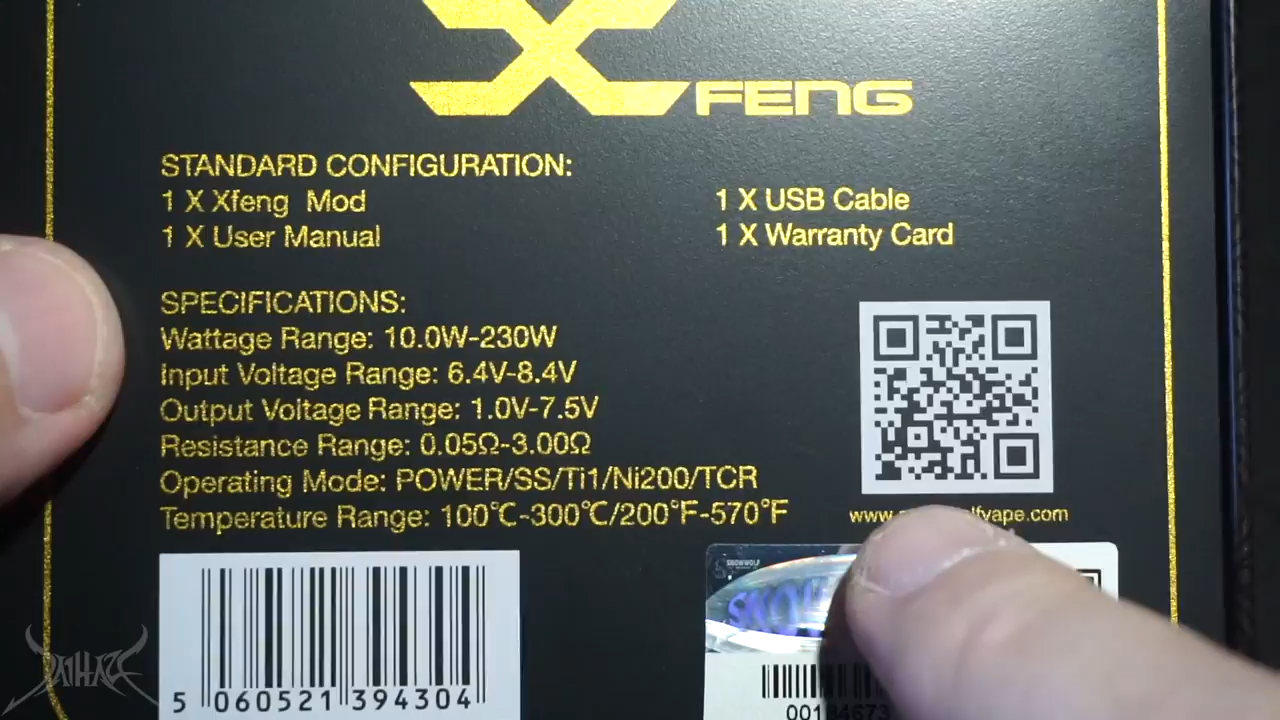 X FENG
STANDARD CONFIGURATION:
1 X Xfeng Mod
1 X USB Cable
1 X User Manual
1 X Warranty Card
SPECIFICATIONS:
Wattage Range: 10.0W-230W
Input Voltage Range: 6.4V-8.4V
Output Voltage Range: 1.0V-7.5V
Resistance Range: 0.05Ω-3.00Ω
Operating Mode: POWER/SS/Ti1/Ni200/TCR
Temperature Range: 100℃-300℃/200℉-570℉
SNOWWOLF
5 060521 394304